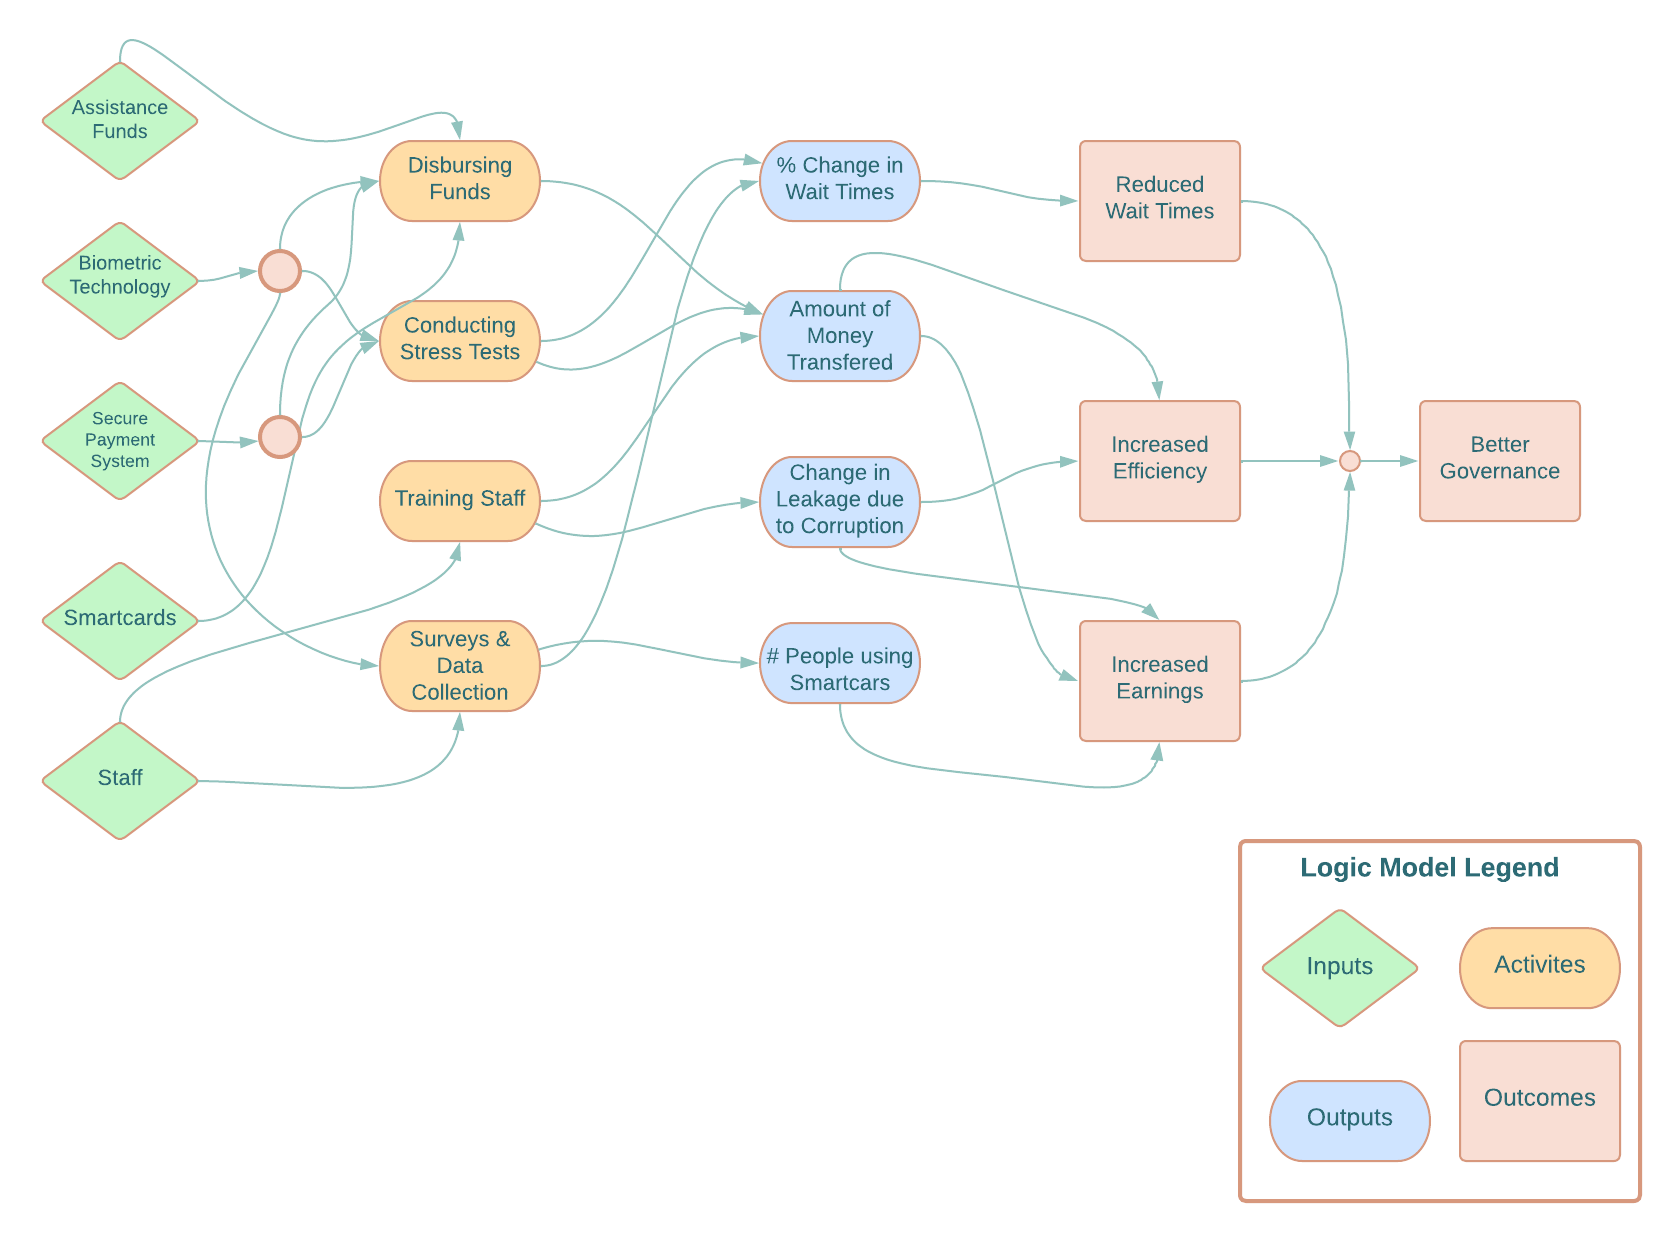 Assistance
Funds
Biometric
Technology
Secure
Payment
System
Smartcards
Staff
Disbursing
Funds
Conducting
Stress Tests
Training Staff
Surveys &
Data
Collection
% Change in
Wait Times
Amount of
Money
Transfered
Change in
Leakage due
to Corruption
# People using
Smartcars
Reduced
Wait Times
Increased
Efficiency
Increased
Earnings
Better
Governance
Logic Model Legend
Inputs
Activites
Outputs
Outcomes